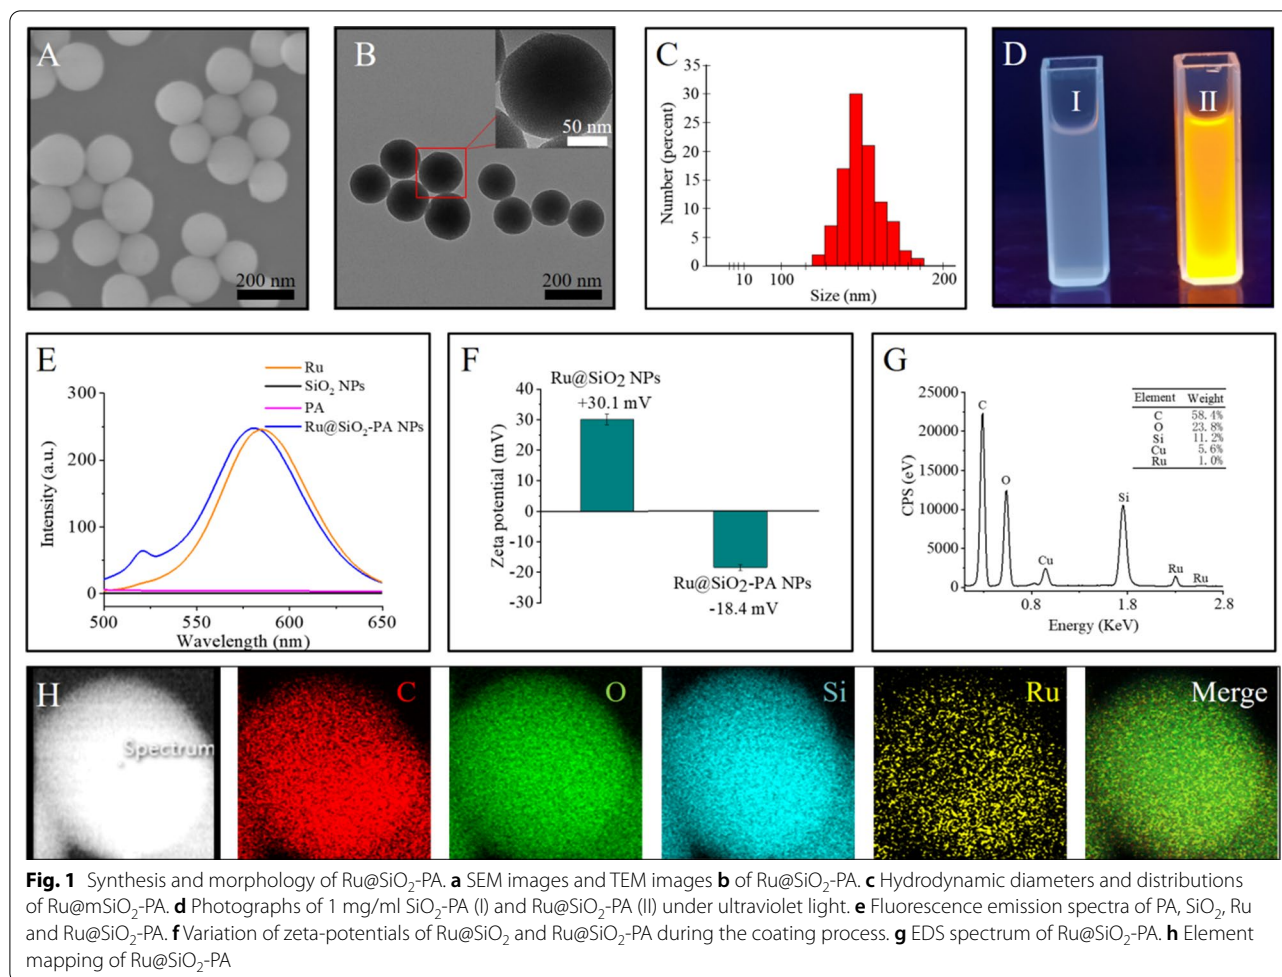 A
200 nm
B
50 nm
200 nm
C
Number (percent)
35
30
25
20
15
10
5
0
10 100 200
Size (nm)
D
I
II
E
Ru
SiO₂ NPs
PA
Ru@SiO₂-PA NPs
Intensity (a.u.)
300
200
100
0
500 550 600 650
Wavelength (nm)
F
Ru@SiO₂ NPs
+30.1 mV
Zeta potential (mV)
40
30
20
10
0
-10
-20
-30
Ru@SiO₂-PA NPs
-18.4 mV
G
CPS (eV)
25000
20000
15000
10000
5000
0
C
O
Cu
Si
Ru
Ru
Element Weight
C 58.4%
O 23.8%
Si 11.2%
Cu 5.6%
Ru 1.0%
0.8 1.8 2.8
Energy (KeV)
H
Spectrum
C
O
Si
Ru
Merge
Fig. 1 Synthesis and morphology of Ru@SiO₂-PA. a SEM images and TEM images b of Ru@SiO₂-PA. c Hydrodynamic diameters and distributions
of Ru@mSiO₂-PA. d Photographs of 1 mg/ml SiO₂-PA (I) and Ru@SiO₂-PA (II) under ultraviolet light. e Fluorescence emission spectra of PA, SiO₂, Ru
and Ru@SiO₂-PA. f Variation of zeta-potentials of Ru@SiO₂ and Ru@SiO₂-PA during the coating process. g EDS spectrum of Ru@SiO₂-PA. h Element
mapping of Ru@SiO₂-PA